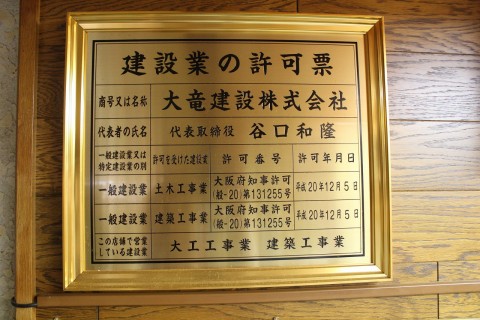 建設業の許可票
商号又は名称 大竜建設株式会社
代表者の氏名 代表取締役 谷口和隆
一般建設業又は
特定建設業の別
許可を受けた建設業 許可番号 許可年月日
一般建設業 土木工事業 大阪府知事許可
(般-20)第131255号 平成20年12月5日
一般建設業 建築工事業 大阪府知事許可
(般-20)第131255号 平成20年12月5日
この店舗で営業
している建設業
大工工事業 建築工事業